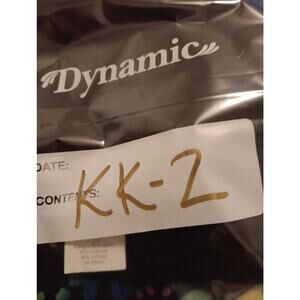 Dynamic
DATE:
CONTENTS:
KK-2